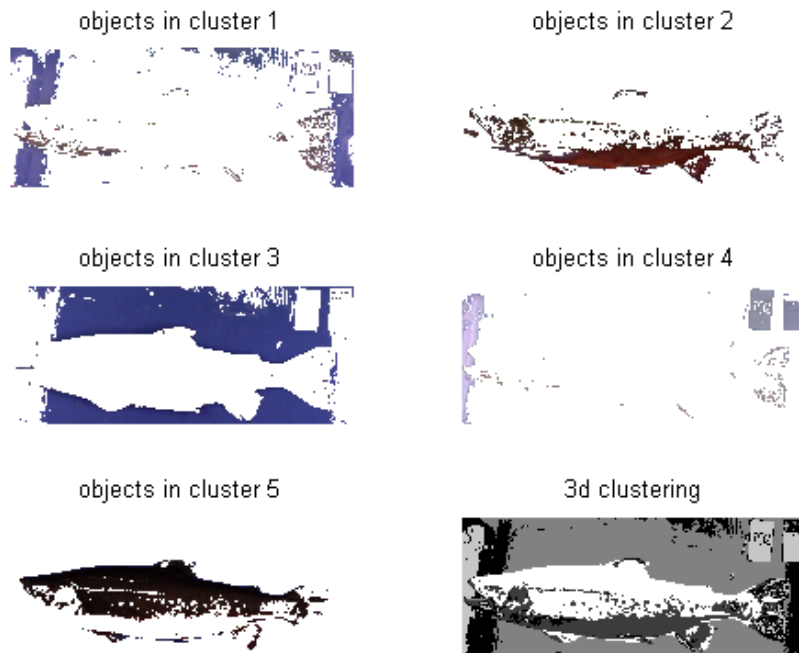 objects in cluster 1
objects in cluster 2
objects in cluster 3
objects in cluster 4
objects in cluster 5
3d clustering